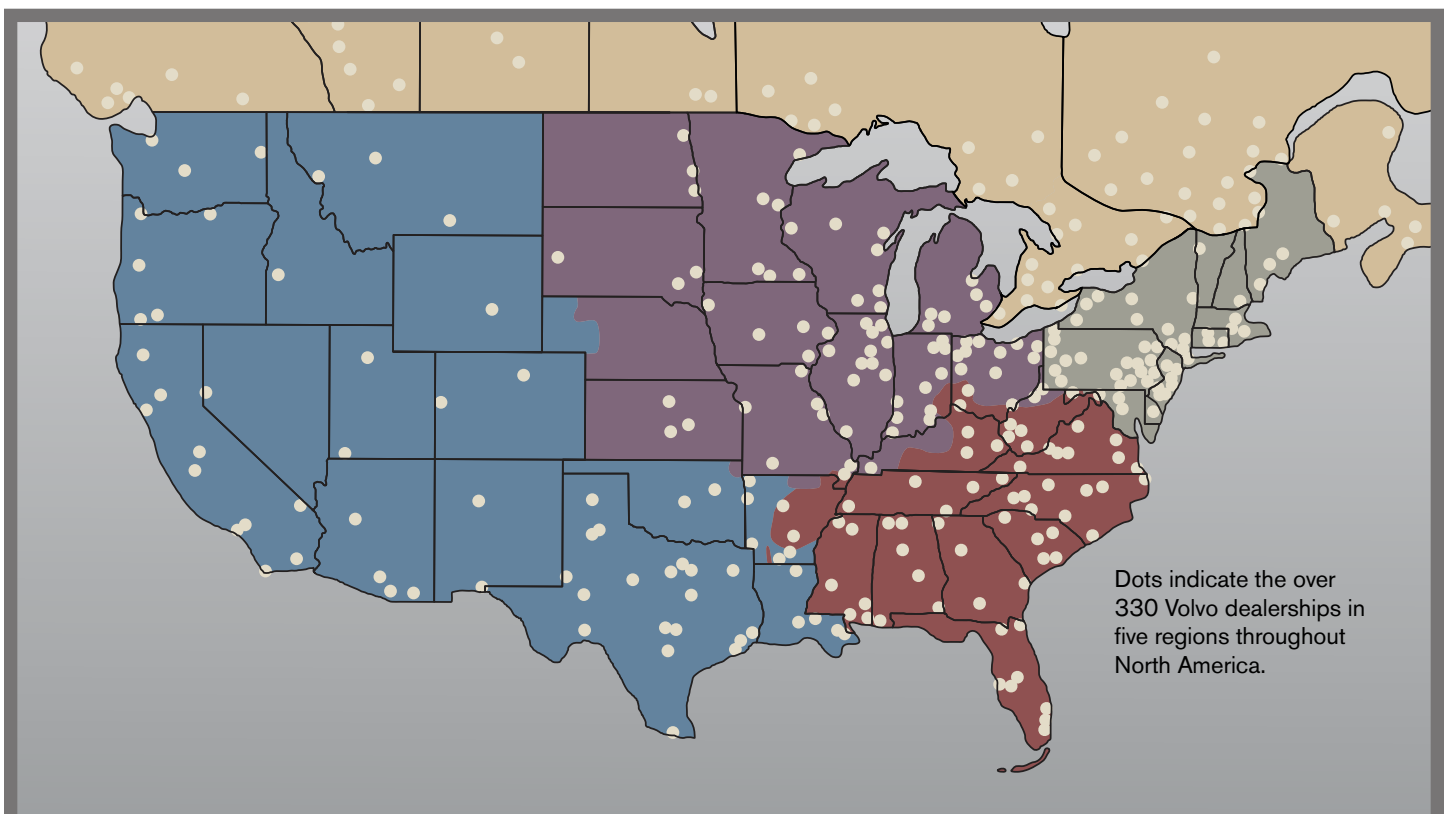 Dots indicate the over
330 Volvo dealerships in
five regions throughout
North America.